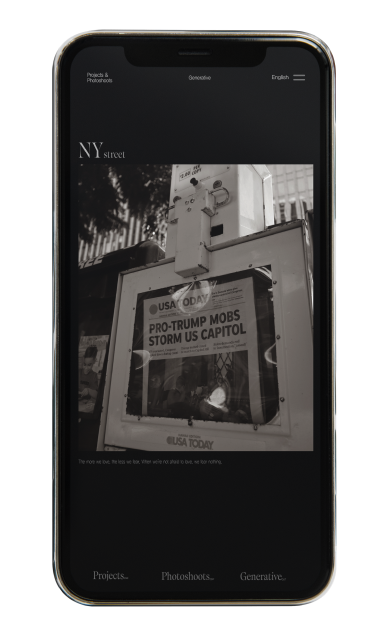 Projects &
Photoshoots
Generative
English
NY street
USA TODAY
PRO-TRUMP MOBS
STORM US CAPITOL
USA TODAY
The more we love, the less we fear. When we're not afraid to love, we fear nothing.
Projects
Photoshoots
Generative